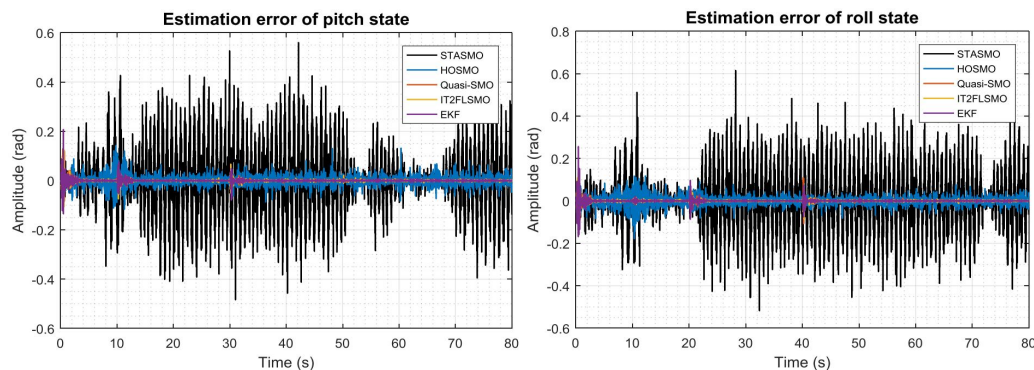 Estimation error of pitch state
0.6
0.4
0.2
0
-0.2
-0.4
-0.6
Amplitude (rad)
STASMO
HOSMO
Quasi-SMO
IT2FLSMO
EKF
0 10 20 30 40 50 60 70 80
Time (s)
Estimation error of roll state
0.8
0.6
0.4
0.2
0
-0.2
-0.4
-0.6
Amplitude (rad)
STASMO
HOSMO
Quasi-SMO
IT2FLSMO
EKF
0 10 20 30 40 50 60 70 80
Time (s)